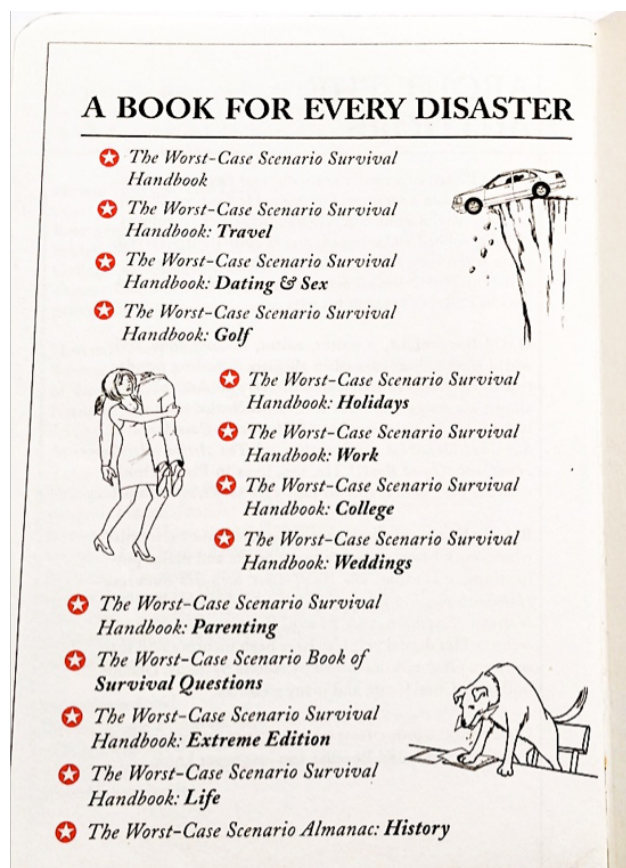 A BOOK FOR EVERY DISASTER
The Worst-Case Scenario Survival
Handbook
The Worst-Case Scenario Survival
Handbook: Travel
The Worst-Case Scenario Survival
Handbook: Dating & Sex
The Worst-Case Scenario Survival
Handbook: Golf
The Worst-Case Scenario Survival
Handbook: Holidays
The Worst-Case Scenario Survival
Handbook: Work
The Worst-Case Scenario Survival
Handbook: College
The Worst-Case Scenario Survival
Handbook: Weddings
The Worst-Case Scenario Survival
Handbook: Parenting
The Worst-Case Scenario Book of
Survival Questions
The Worst-Case Scenario Survival
Handbook: Extreme Edition
The Worst-Case Scenario Survival
Handbook: Life
The Worst-Case Scenario Almanac: History